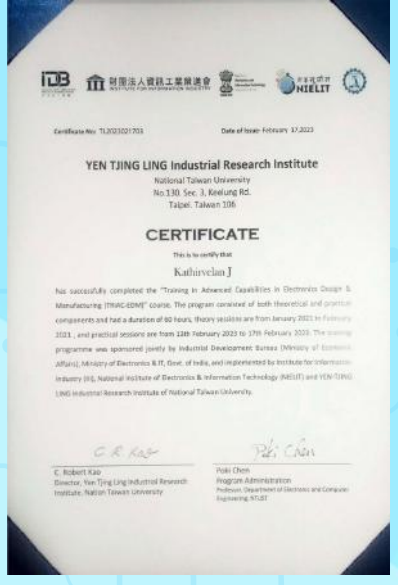 IDB
財團法人資訊工業策進會
INSTITUTE FOR INFORMATION INDUSTRY
NIELIT
Certificate No: TL2023021703
Date of Issue: February 17,2023
YEN TJING LING Industrial Research Institute
National Taiwan University
No.130, Sec. 3, Keelung Rd.
Taipei, Taiwan 106
CERTIFICATE
This is to certify that
Kathirvelan J
has successfully completed the "Training in Advanced Capabilities in Electronics Design &
Manufacturing (TRAC-EDM)" course. The program consisted of both theoretical and practical
components and had a duration of 60 hours, theory sessions are from January 2023 to February
2023 , and practical sessions are from 13th February 2023 to 17th February 2023. The training
programme was sponsored jointly by Industrial Development Bureau (Ministry of Economic
Affairs), Ministry of Electronics & IT, Govt. of India, and implemented by Institute for Information
Industry (III), National Institute of Electronics & Information Technology (NIELIT) and YEN TJING
LING Industrial Research Institute of National Taiwan University.
C. R. Kao
Poki Chen
C. Robert Kao
Director, Yen Tjing Ling Industrial Research
Institute, Nation Taiwan University
Poki Chen
Program Administration
Professor, Department of Electronic and Computer
Engineering, NTUST